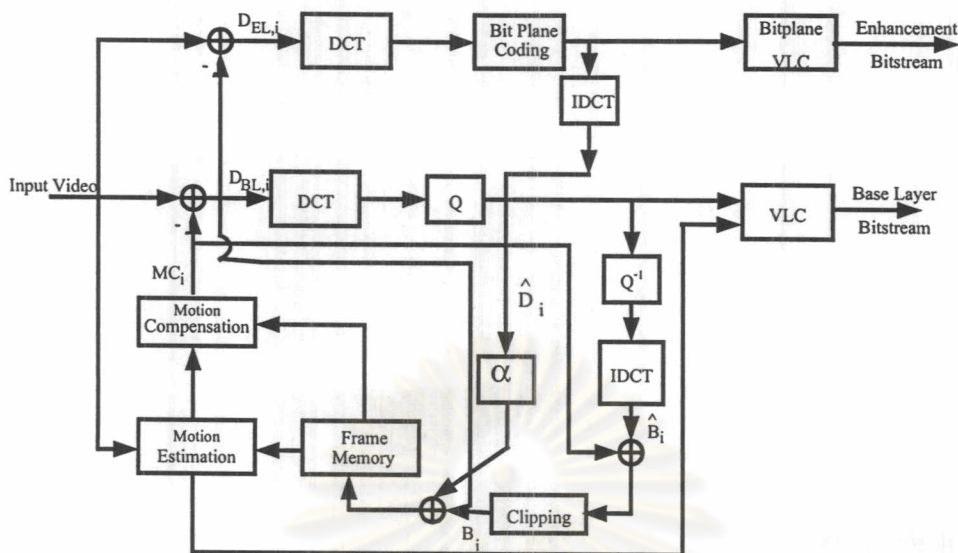 D_EL,i
DCT
Bit Plane
Coding
Bitplane
VLC
Enhancement
Bitstream
-
IDCT
Input Video
D_BL,i
DCT
Q
VLC
Base Layer
Bitstream
-
MC_i
D̂_i
Q^-1
Motion
Compensation
α
IDCT
B̂_i
Motion
Estimation
Frame
Memory
B_i
Clipping